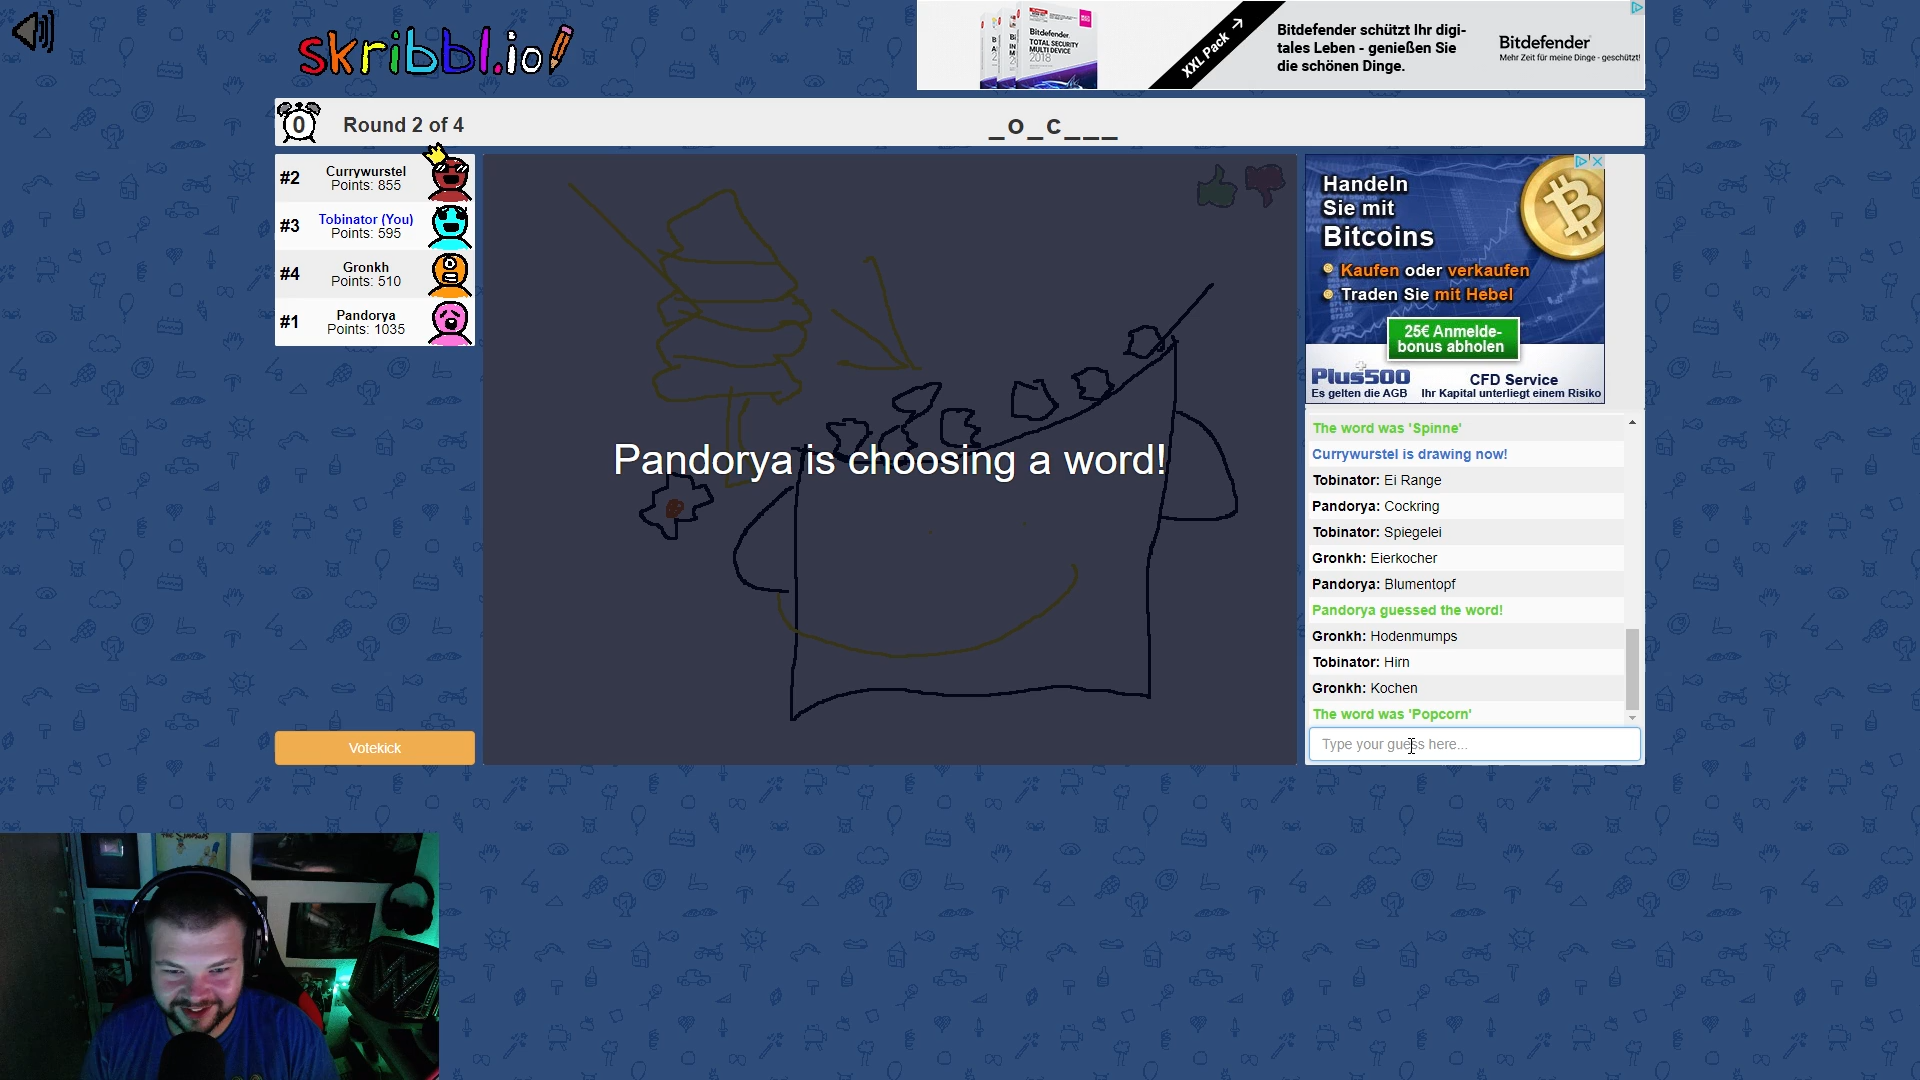 skribbl.io
XXL Pack
Bitdefender
TOTAL SECURITY
MULTI DEVICE
2018
Bitdefender schützt Ihr digi-
tales Leben - genießen Sie
die schönen Dinge.
Bitdefender
Mehr Zeit für meine Dinge - geschützt!
0
Round 2 of 4
_o_c___
#2
Currywurstel
Points: 855
#3
Tobinator (You)
Points: 595
#4
Gronkh
Points: 510
#1
Pandorya
Points: 1035
Votekick
Pandorya is choosing a word!
Handeln
Sie mit
Bitcoins
Kaufen oder verkaufen
Traden Sie mit Hebel
25€ Anmelde-
bonus abholen
Plus500
CFD Service
Es gelten die AGB
Ihr Kapital unterliegt einem Risiko
The word was 'Spinne'
Currywurstel is drawing now!
Tobinator: Ei Range
Pandorya: Cockring
Tobinator: Spiegelei
Gronkh: Eierkocher
Pandorya: Blumentopf
Pandorya guessed the word!
Gronkh: Hodenmumps
Tobinator: Hirn
Gronkh: Kochen
The word was 'Popcorn'
Type your guess here...